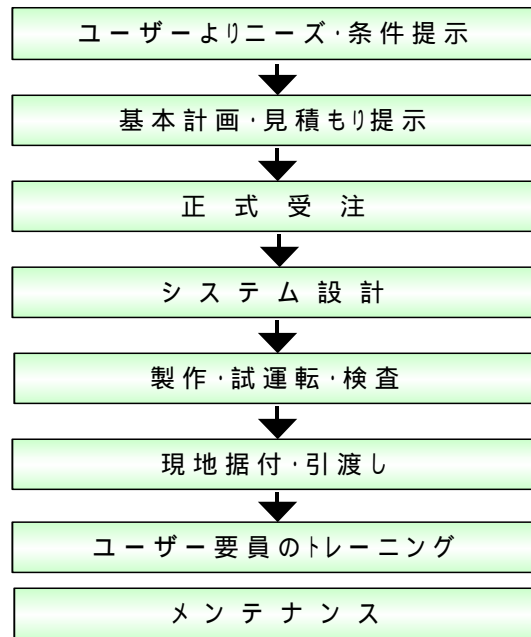 ユーザーよりニーズ・条件提示
基本計画・見積もり提示
正式受注
システム設計
製作・試運転・検査
現地据付・引渡し
ユーザー要員のトレーニング
メンテナンス